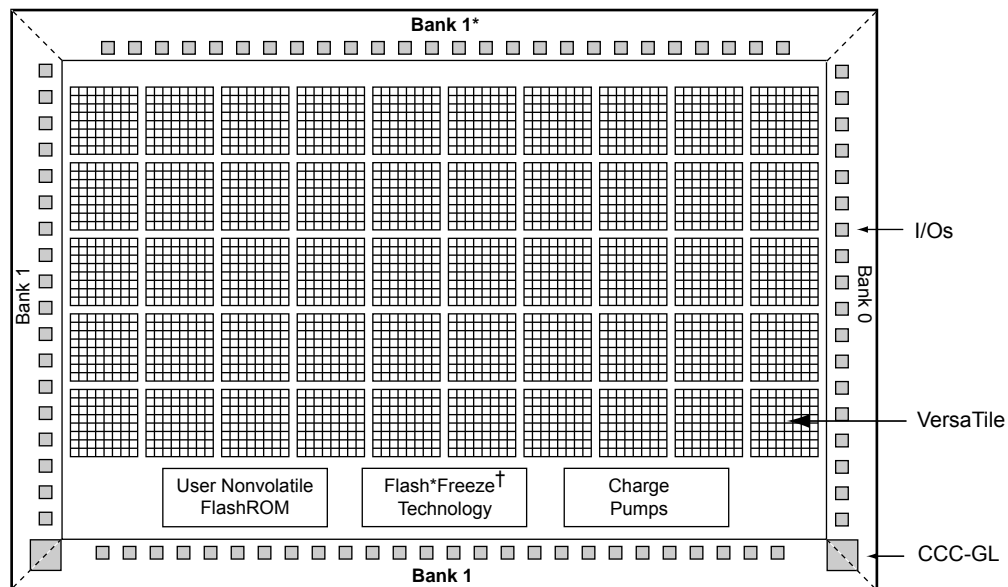 Bank 1*
I/Os
Bank 1
Bank 0
VersaTile
User Nonvolatile
FlashROM
Flash*Freeze†
Technology
Charge
Pumps
CCC-GL
Bank 1